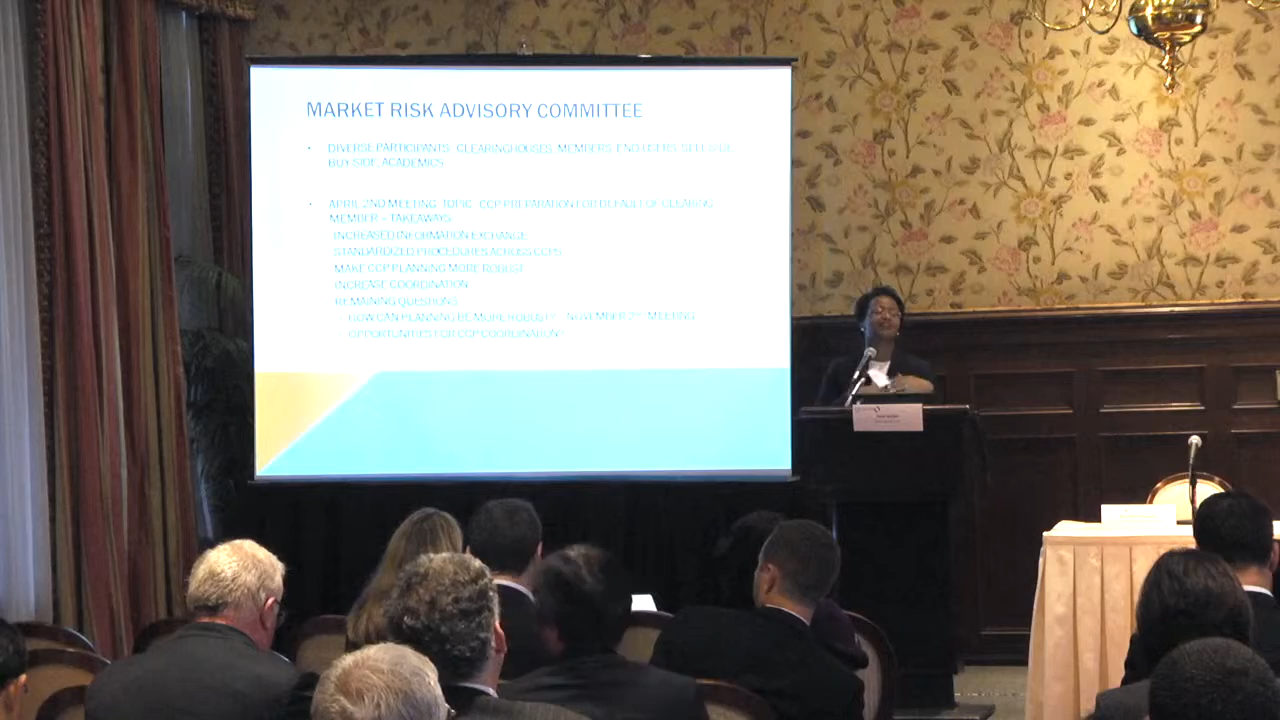 MARKET RISK ADVISORY COMMITTEE
• DIVERSE PARTICIPANTS: CLEARINGHOUSES, MEMBERS, END USERS, SELL SIDE,
BUY SIDE, ACADEMICS
• APRIL 2ND MEETING TOPIC: CCP PREPARATION FOR DEFAULT OF CLEARING
MEMBER – TAKEAWAYS
INCREASED INFORMATION EXCHANGE
STANDARDIZED PROCEDURES ACROSS CCPS
MAKE CCP PLANNING MORE ROBUST
INCREASE COORDINATION
REMAINING QUESTIONS
HOW CAN PLANNING BE MORE ROBUST? NOVEMBER 2ND MEETING
OPPORTUNITIES FOR CCP COORDINATION?